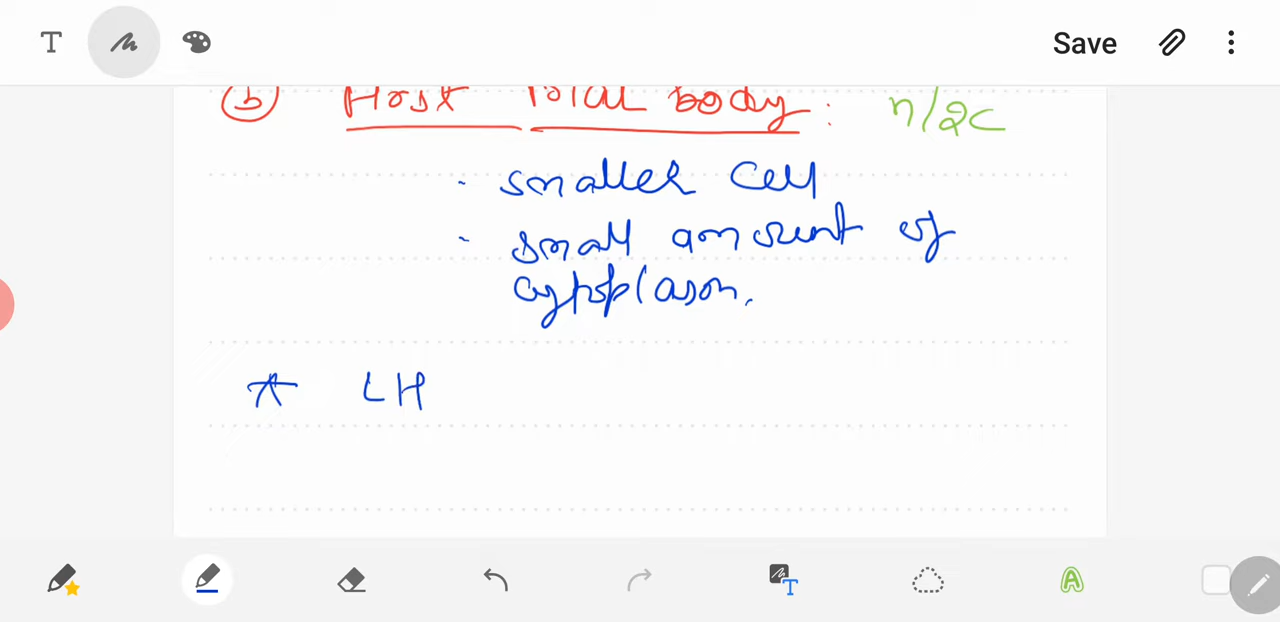 T Save
(b) First Polar body : n/2C
- smaller cell
- small amount of
cytoplasm.
* LH
T
A